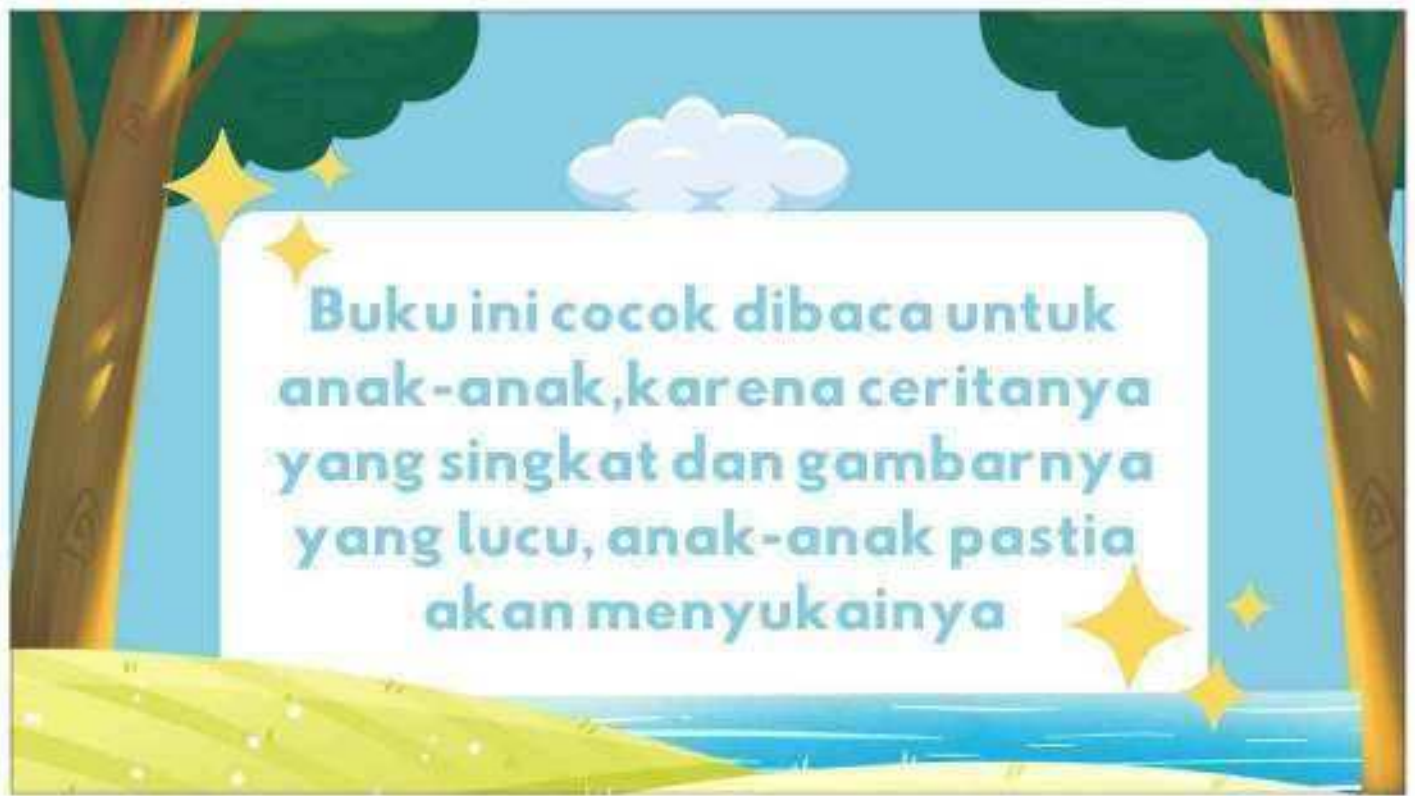 Buku ini cocok dibaca untuk
anak-anak,karena ceritanya
yang singkat dan gambarnya
yang lucu, anak-anak pastia
akan menyukainya